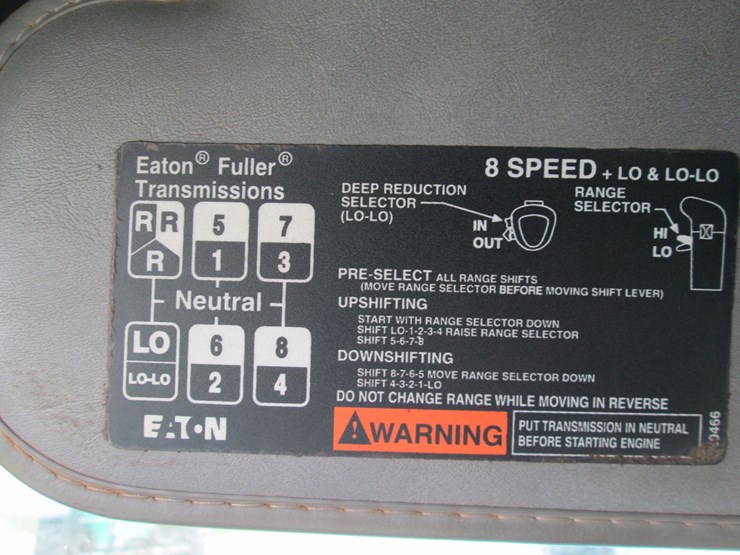 Eaton® Fuller®
Transmissions
R R
R
5
1
7
3
Neutral
LO
LO-LO
6
2
8
4
EATON
8 SPEED + LO & LO-LO
DEEP REDUCTION
SELECTOR
(LO-LO)
IN
OUT
RANGE
SELECTOR
HI
LO
PRE-SELECT ALL RANGE SHIFTS
(MOVE RANGE SELECTOR BEFORE MOVING SHIFT LEVER)
UPSHIFTING
START WITH RANGE SELECTOR DOWN
SHIFT LO-1-2-3-4 RAISE RANGE SELECTOR
SHIFT 5-6-7-8
DOWNSHIFTING
SHIFT 8-7-6-5 MOVE RANGE SELECTOR DOWN
SHIFT 4-3-2-1-LO
DO NOT CHANGE RANGE WHILE MOVING IN REVERSE
WARNING
PUT TRANSMISSION IN NEUTRAL
BEFORE STARTING ENGINE